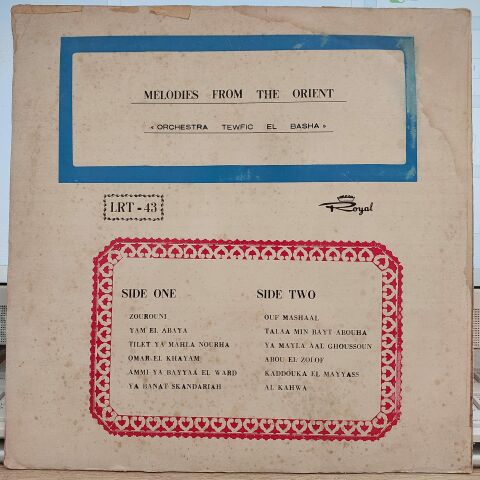 MELODIES FROM THE ORIENT
« ORCHESTRA TEWFIC EL BASHA »
LRT - 43
Royal
SIDE ONE
ZOUROUNI
YAM EL ABAYA
TILET YA MAHLA NOURHA
OMAR EL KHAYAM
AMMI YA BAYYAA EL WARD
YA BANAT SKANDARIAH
SIDE TWO
OUF MASHAAL
TALAA MIN BAYT ABOUHA
YA MAYLA AAL GHOUSSOUN
ABOU EL ZOLOF
KADDOUKA EL MAYYASS
AL KAHWA